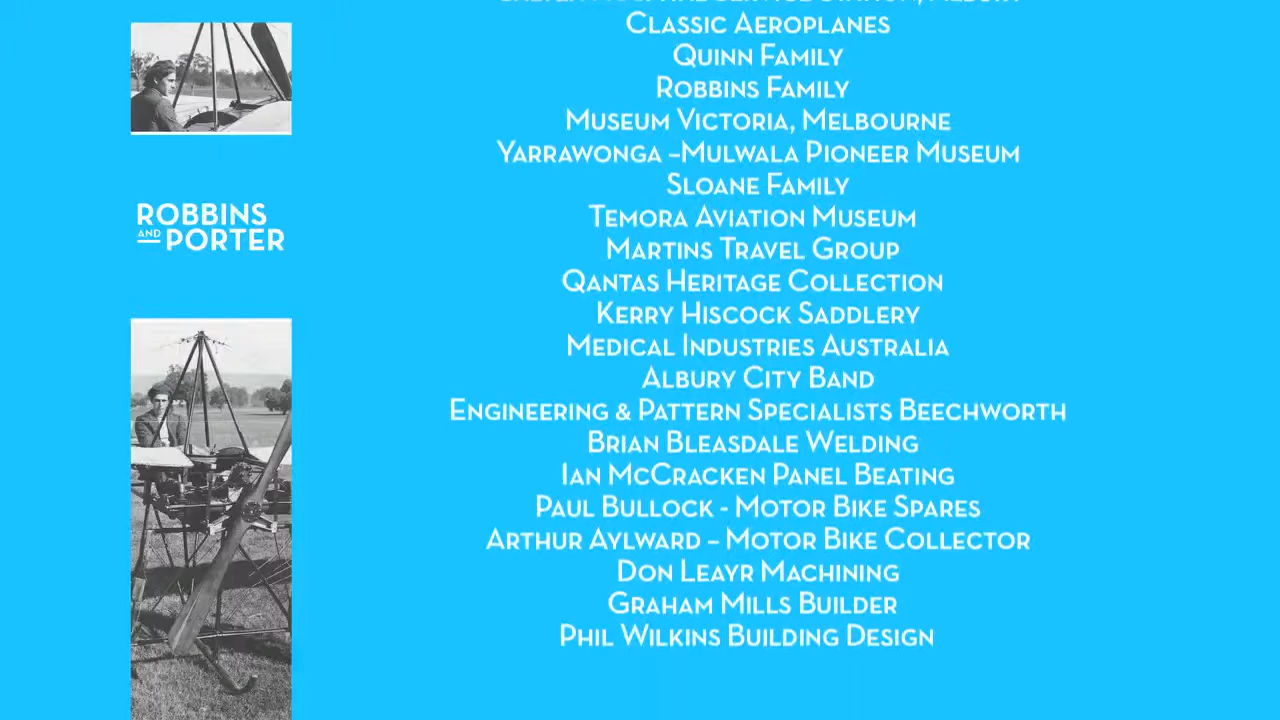 Classic Aeroplanes
Quinn Family
Robbins Family
Museum Victoria, Melbourne
Yarrawonga –Mulwala Pioneer Museum
Sloane Family
Temora Aviation Museum
Martins Travel Group
Qantas Heritage Collection
Kerry Hiscock Saddlery
Medical Industries Australia
Albury City Band
Engineering & Pattern Specialists Beechworth
Brian Bleasdale Welding
Ian McCracken Panel Beating
Paul Bullock - Motor Bike Spares
Arthur Aylward – Motor Bike Collector
Don Leayr Machining
Graham Mills Builder
Phil Wilkins Building Design
ROBBINS
AND PORTER